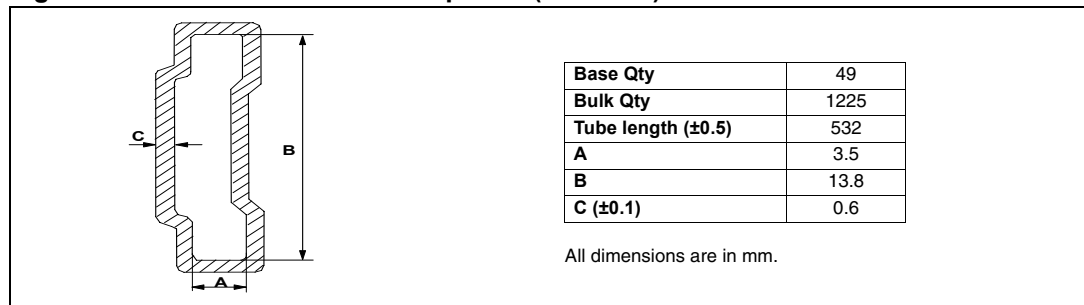 C
B
A
Base Qty 49
Bulk Qty 1225
Tube length (±0.5) 532
A 3.5
B 13.8
C (±0.1) 0.6
All dimensions are in mm.